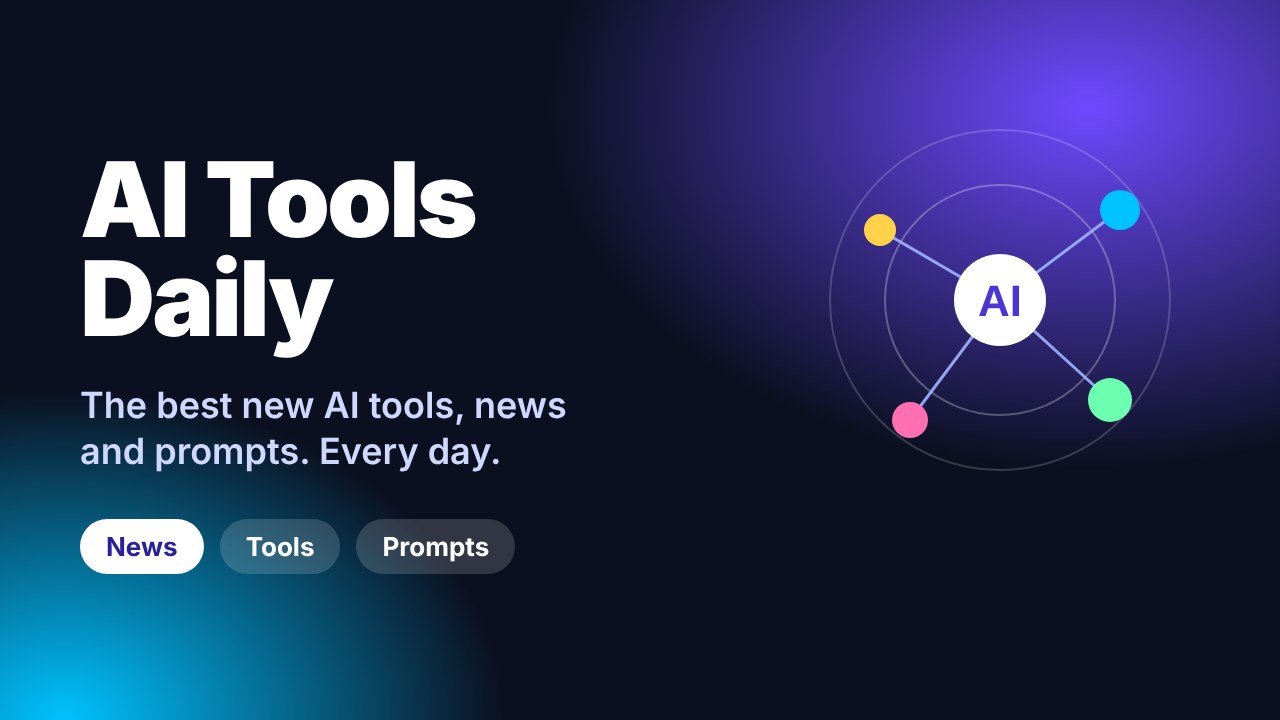 AI Tools
Daily
The best new AI tools, news
and prompts. Every day.
News
Tools
Prompts
AI